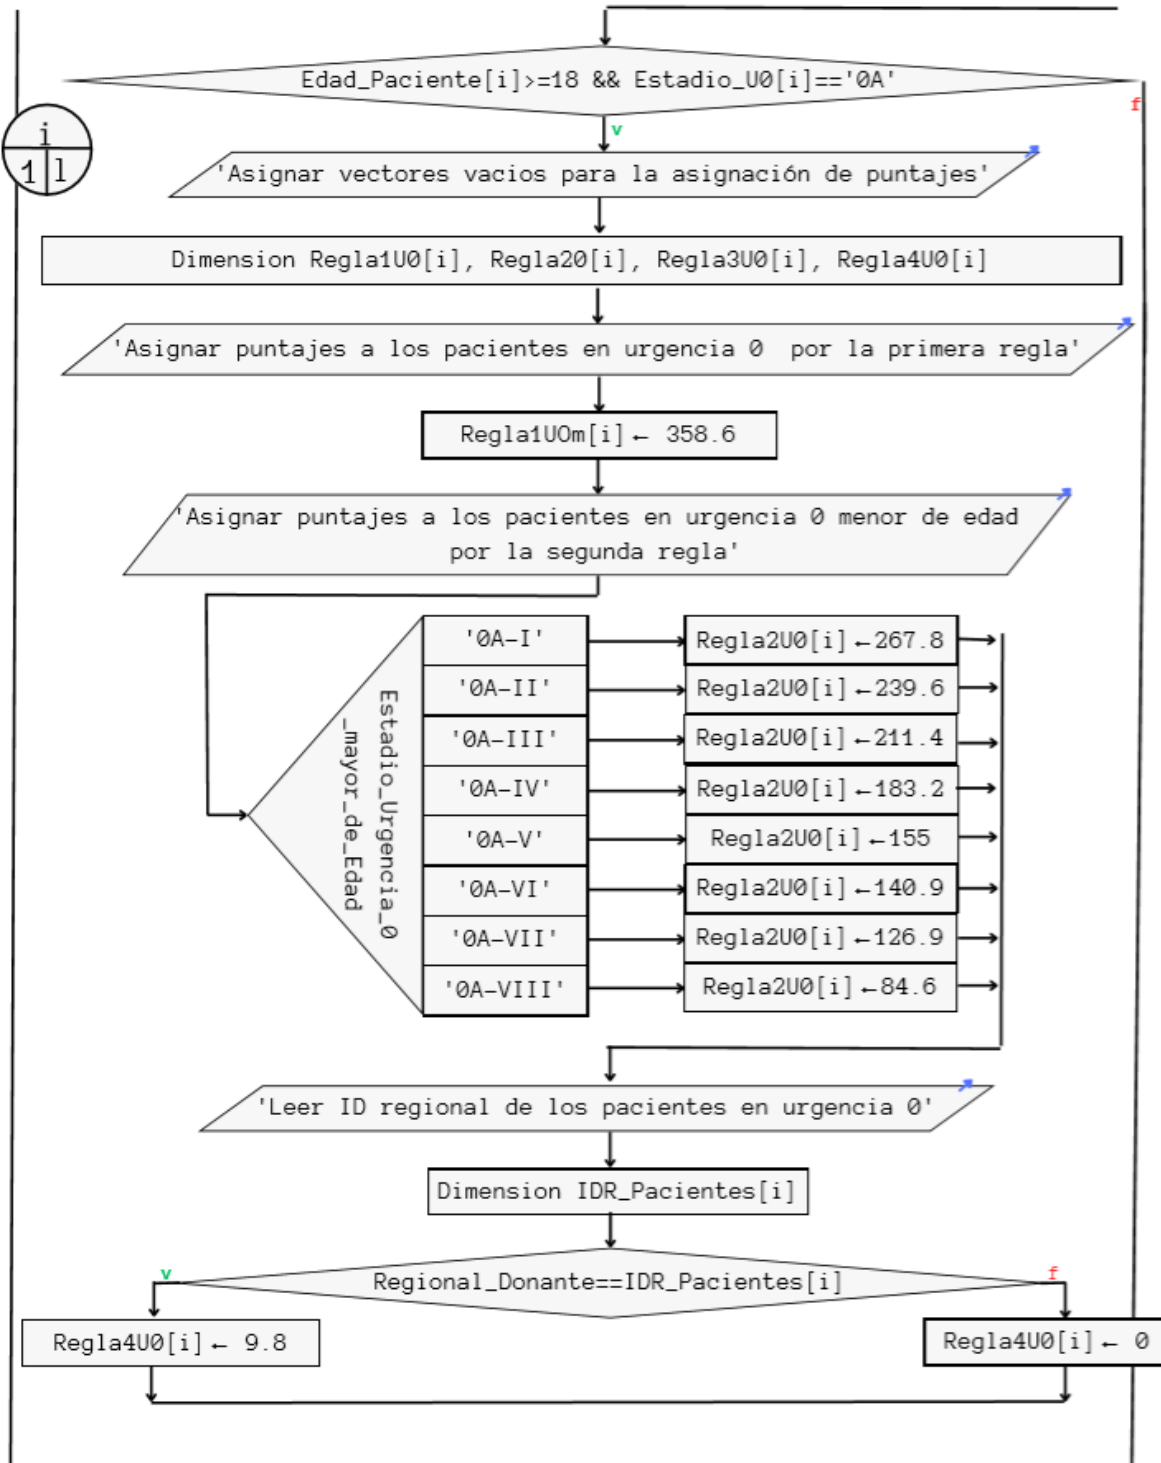 Edad_Paciente[i]>=18 && Estadio_U0[i]=='0A'
f
v
i
1 l
'Asignar vectores vacios para la asignación de puntajes'
Dimension Regla1U0[i], Regla20[i], Regla3U0[i], Regla4U0[i]
'Asignar puntajes a los pacientes en urgencia 0 por la primera regla'
Regla1UOm[i]← 358.6
'Asignar puntajes a los pacientes en urgencia 0 menor de edad
por la segunda regla'
Estadio_Urgencia_0
_mayor_de_Edad
'0A-I'
Regla2U0[i]←267.8
'0A-II'
Regla2U0[i]←239.6
'0A-III'
Regla2U0[i]←211.4
'0A-IV'
Regla2U0[i]←183.2
'0A-V'
Regla2U0[i]←155
'0A-VI'
Regla2U0[i]←140.9
'0A-VII'
Regla2U0[i]←126.9
'0A-VIII'
Regla2U0[i]←84.6
'Leer ID regional de los pacientes en urgencia 0'
Dimension IDR_Pacientes[i]
v
Regional_Donante==IDR_Pacientes[i]
f
Regla4U0[i]← 9.8
Regla4U0[i]← 0